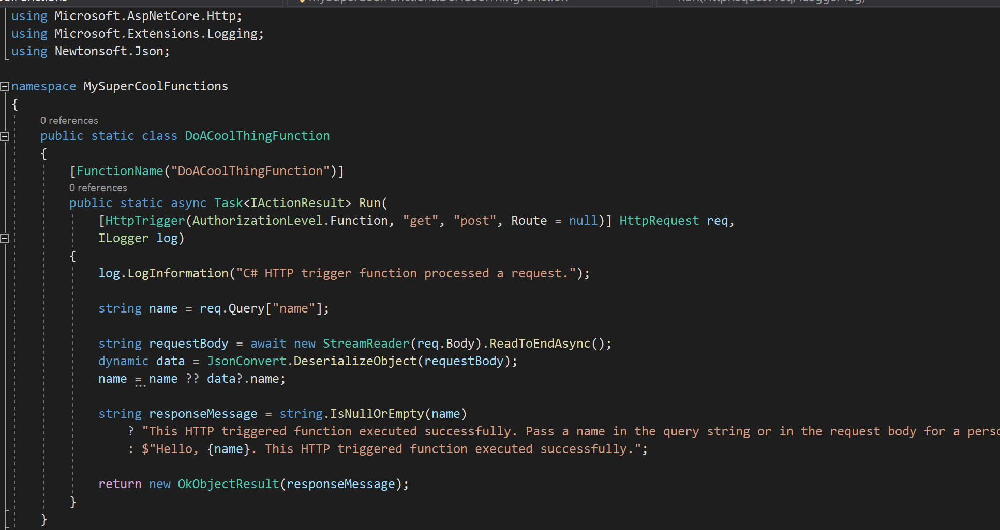 using Microsoft.AspNetCore.Http;
using Microsoft.Extensions.Logging;
using Newtonsoft.Json;
namespace MySuperCoolFunctions
{
0 references
public static class DoACoolThingFunction
{
[FunctionName("DoACoolThingFunction")]
0 references
public static async Task<IActionResult> Run(
[HttpTrigger(AuthorizationLevel.Function, "get", "post", Route = null)] HttpRequest req,
ILogger log)
{
log.LogInformation("C# HTTP trigger function processed a request.");
string name = req.Query["name"];
string requestBody = await new StreamReader(req.Body).ReadToEndAsync();
dynamic data = JsonConvert.DeserializeObject(requestBody);
name = name ?? data?.name;
string responseMessage = string.IsNullOrEmpty(name)
? "This HTTP triggered function executed successfully. Pass a name in the query string or in the request body for a
: $"Hello, {name}. This HTTP triggered function executed successfully.";
return new OkObjectResult(responseMessage);
}
}